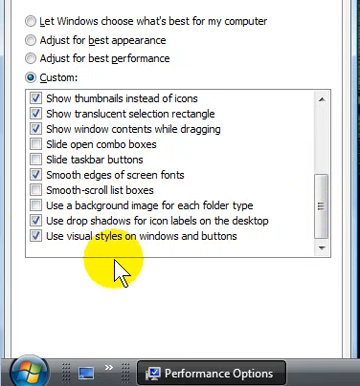 Let Windows choose what's best for my computer
Adjust for best appearance
Adjust for best performance
Custom:
Show thumbnails instead of icons
Show translucent selection rectangle
Show window contents while dragging
Slide open combo boxes
Slide taskbar buttons
Smooth edges of screen fonts
Smooth-scroll list boxes
Use a background image for each folder type
Use drop shadows for icon labels on the desktop
Use visual styles on windows and buttons
Performance Options